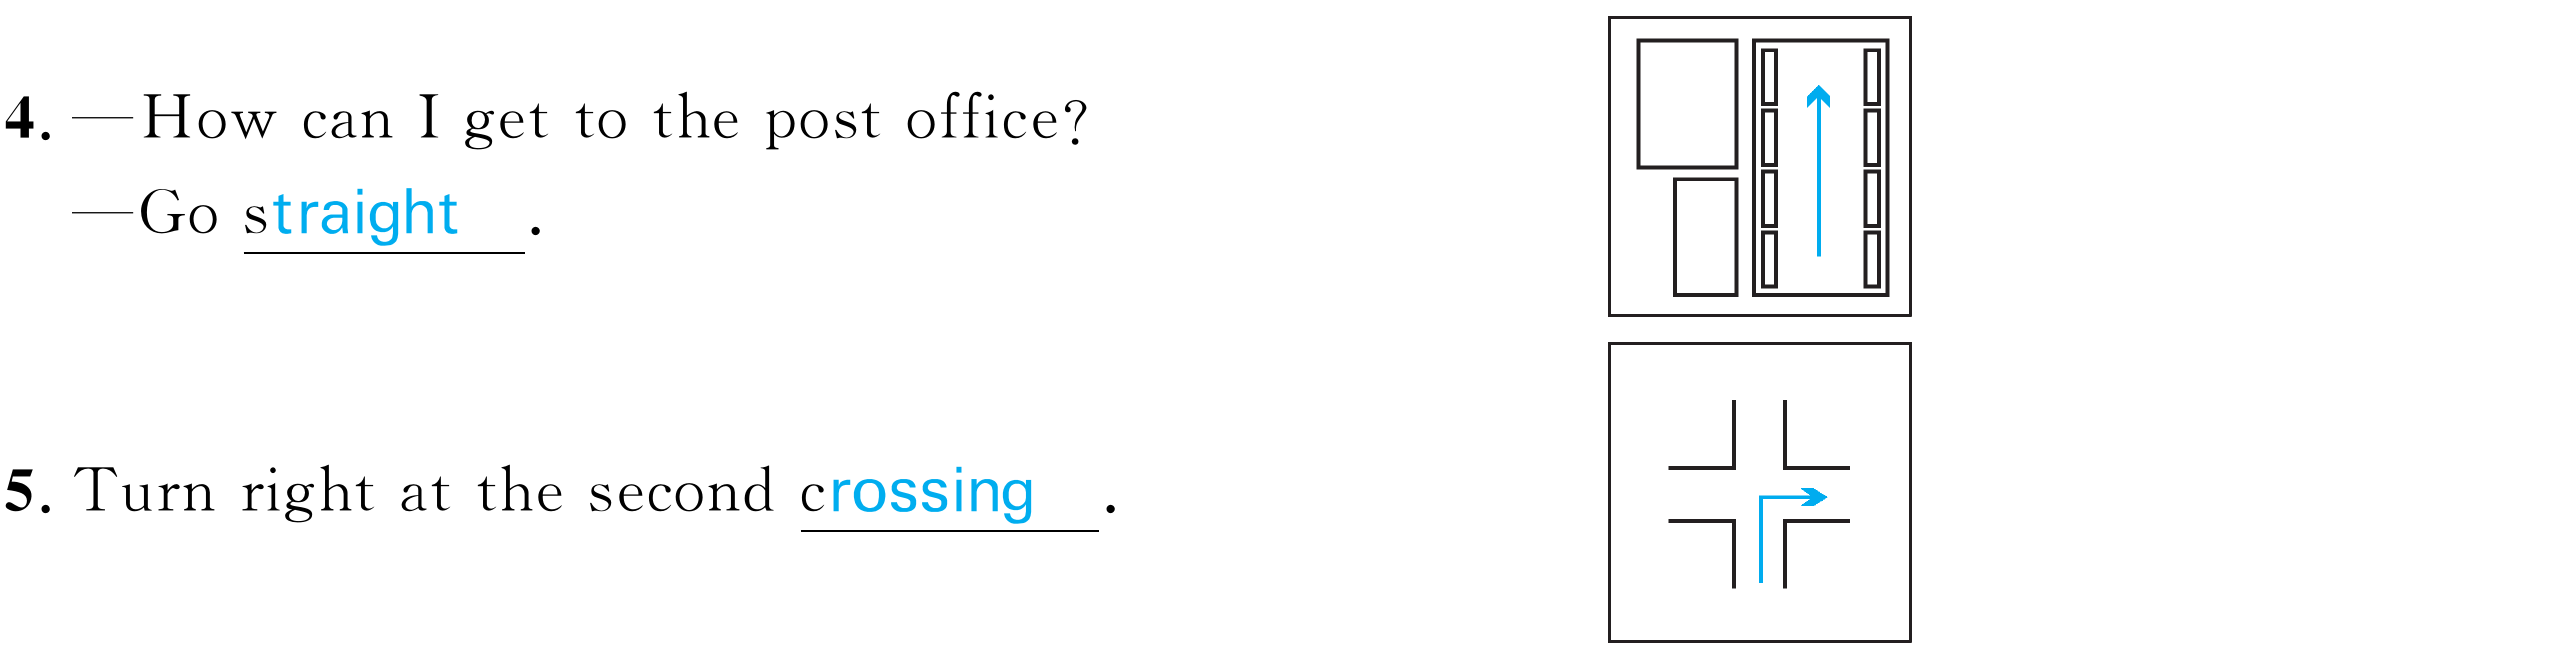 4. —How can I get to the post office?
—Go straight.
5. Turn right at the second crossing.